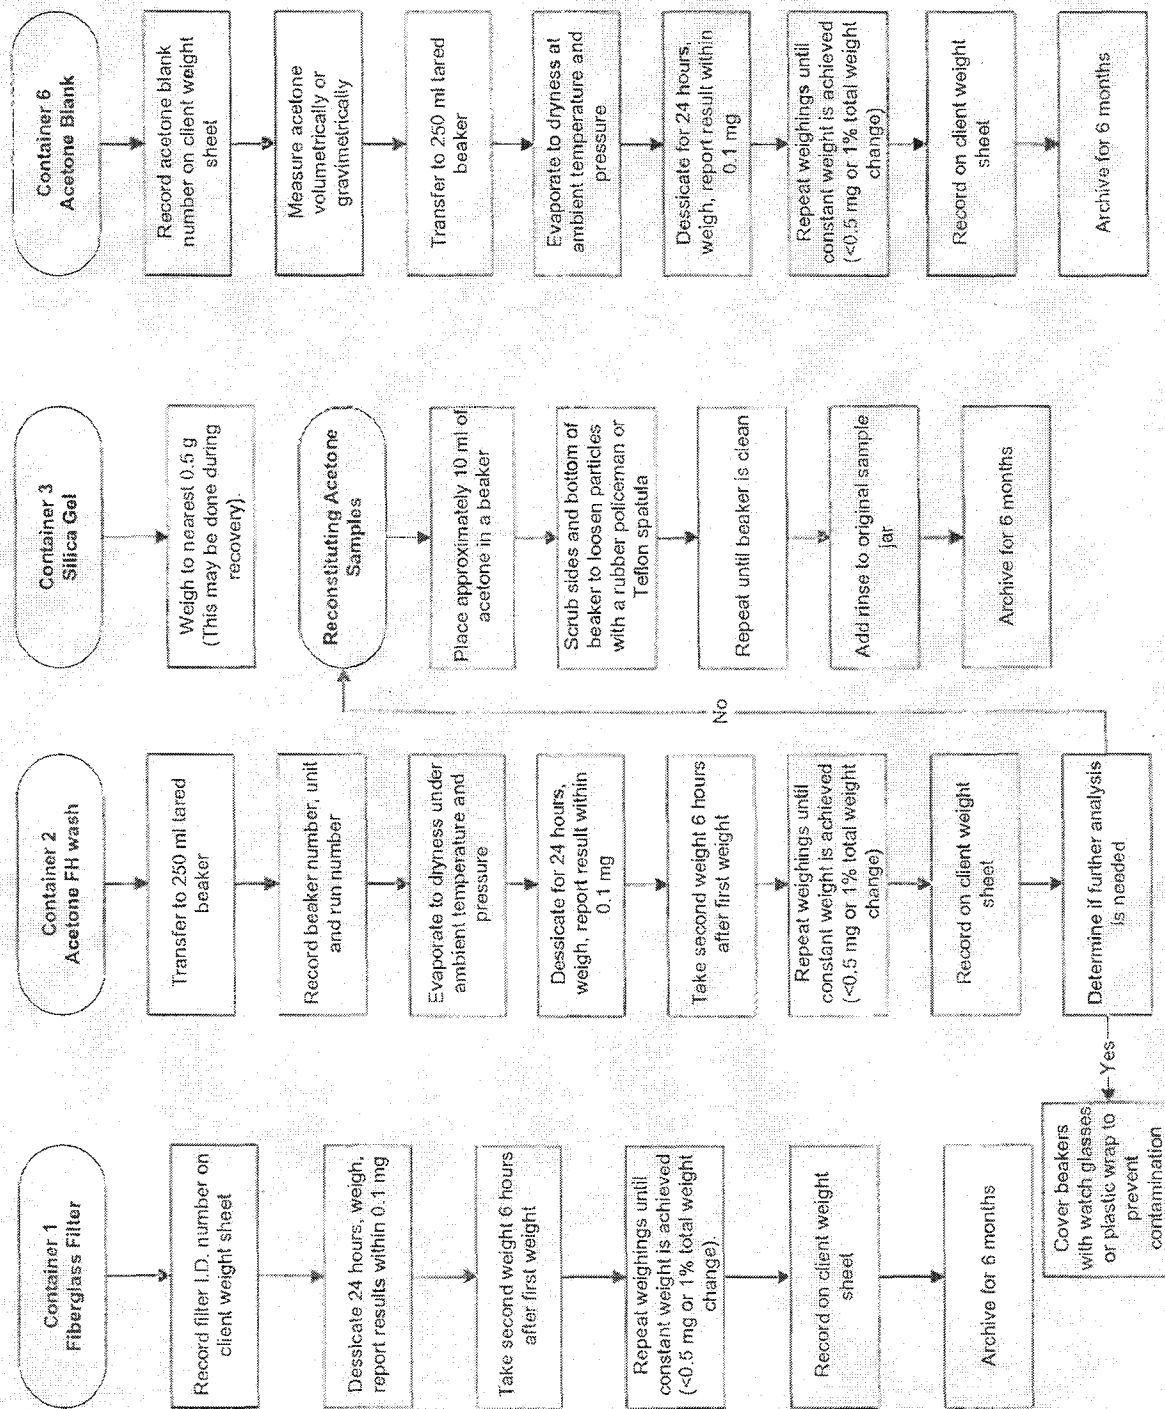 Container 1
Fiberglass Filter
Record filter I.D. number on
client weight sheet
Dessicate 24 hours, weigh,
report results within 0.1 mg
Take second weight 6 hours
after first weight
Repeat weighings until
constant weight is achieved
(<0.5 mg or 1% total weight
change).
Record on client weight
sheet
Archive for 6 months
Container 2
Acetone FH wash
Transfer to 250 ml tared
beaker
Record beaker number, unit
and run number
Evaporate to dryness under
ambient temperature and
pressure
Dessicate for 24 hours,
weigh, report result within
0.1 mg
Take second weight 6 hours
after first weight
Repeat weighings until
constant weight is achieved
(<0.5 mg or 1% total weight
change)
Record on client weight
sheet
Determine if further analysis
is needed
Yes
Cover beakers
with watch glasses
or plastic wrap to
prevent
contamination
No
Container 3
Silica Gel
Weigh to nearest 0.5 g
(This may be done during
recovery).
Reconstituting Acetone
Samples
Place approximately 10 ml of
acetone in a beaker
Scrub sides and bottom of
beaker to loosen particles
with a rubber policeman or
Teflon spatula
Repeat until beaker is clean
Add rinse to original sample
jar
Archive for 6 months
Container 6
Acetone Blank
Record acetone blank
number on client weight
sheet
Measure acetone
volumetrically or
gravimetrically
Transfer to 250 ml tared
beaker
Evaporate to dryness at
ambient temperature and
pressure
Dessicate for 24 hours,
weigh, report result within
0.1 mg
Repeat weighings until
constant weight is achieved
(<0.5 mg or 1% total weight
change)
Record on client weight
sheet
Archive for 6 months